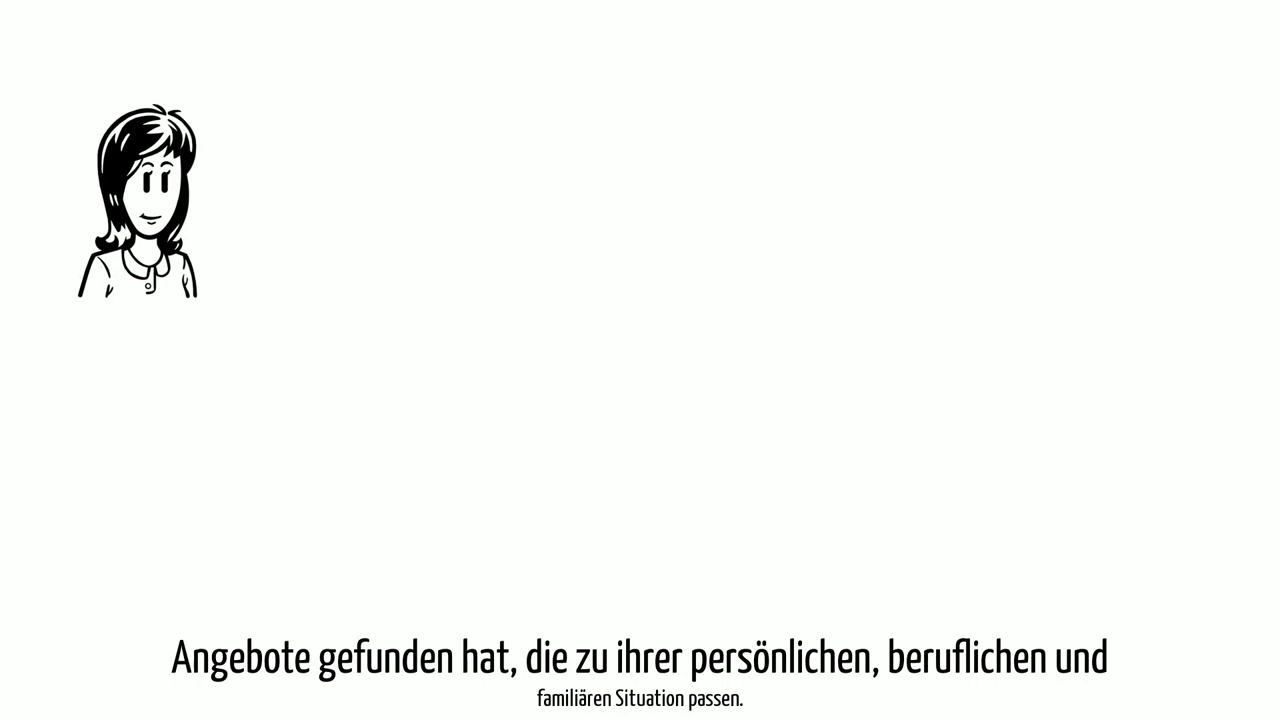 Angebote gefunden hat, die zu ihrer persönlichen, beruflichen und
familiären Situation passen.